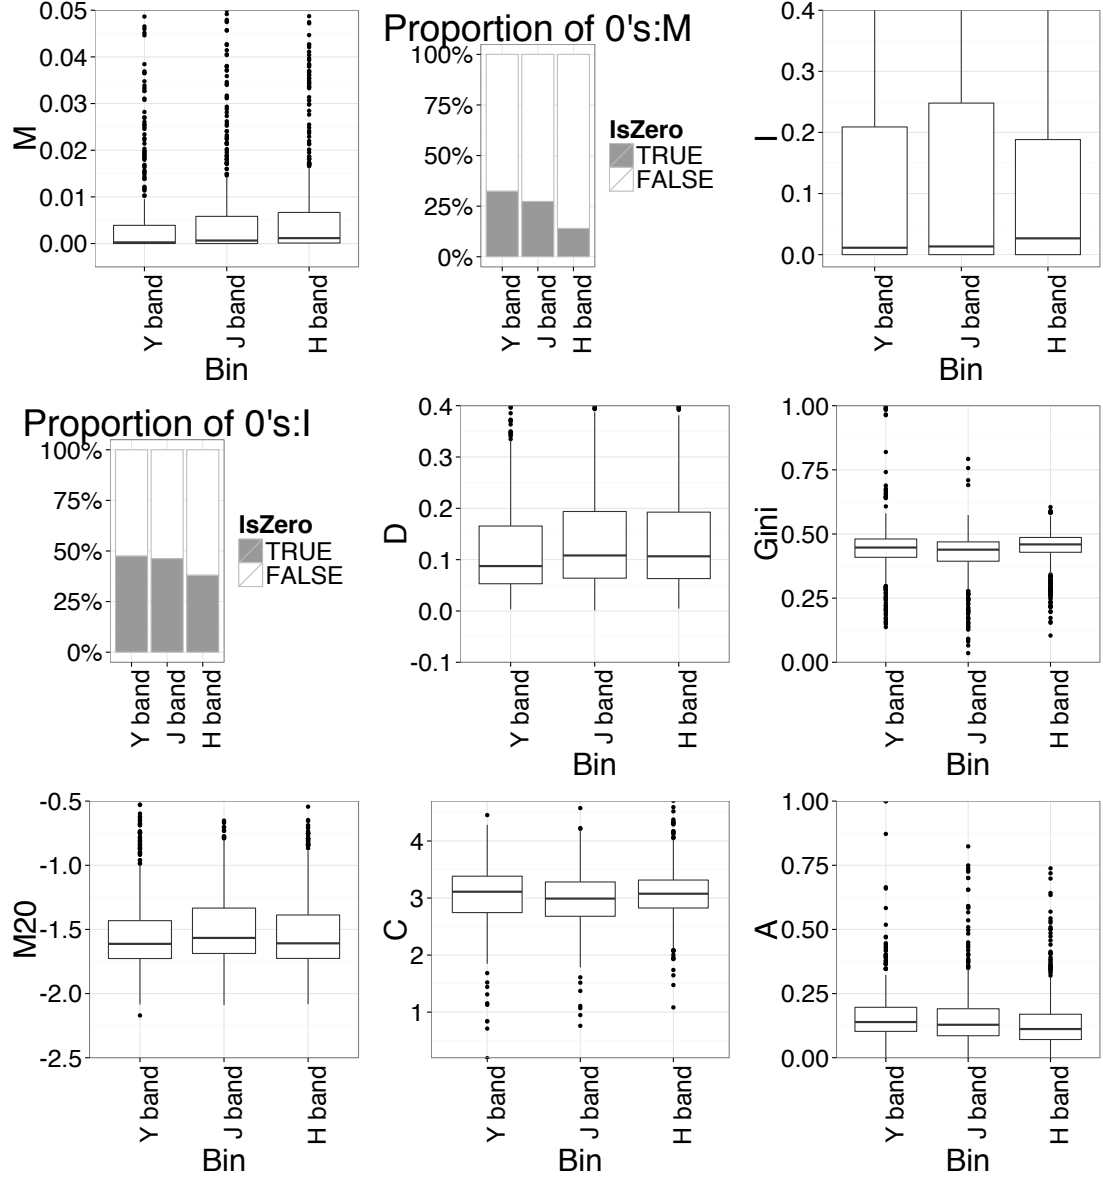 M
0.05
0.04
0.03
0.02
0.01
0.00
Y band
J band
H band
Bin
Proportion of 0's:M
100%
75%
50%
25%
0%
Y band
J band
H band
IsZero
TRUE
FALSE
I
0.4
0.3
0.2
0.1
0.0
Y band
J band
H band
Bin
Proportion of 0's:I
100%
75%
50%
25%
0%
Y band
J band
H band
IsZero
TRUE
FALSE
D
0.4
0.3
0.2
0.1
0.0
-0.1
Y band
J band
H band
Bin
Gini
1.00
0.75
0.50
0.25
0.00
Y band
J band
H band
Bin
M20
-0.5
-1.0
-1.5
-2.0
-2.5
Y band
J band
H band
Bin
C
4
3
2
1
Y band
J band
H band
Bin
A
1.00
0.75
0.50
0.25
0.00
Y band
J band
H band
Bin